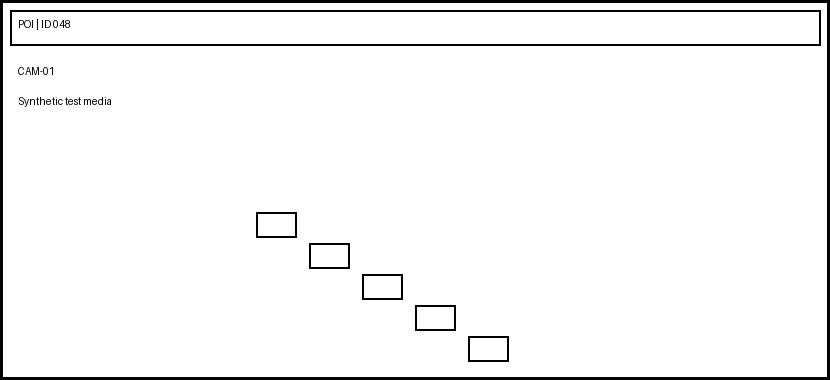 POI | ID 048
CAM-01
Synthetic test media